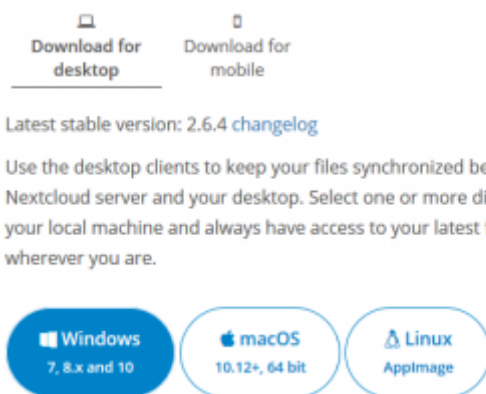 Download for desktop
Download for mobile
Latest stable version: 2.6.4 changelog
Use the desktop clients to keep your files synchronized
Nextcloud server and your desktop. Select one or more
your local machine and always have access to your latest
wherever you are.
Windows
7, 8.x and 10
macOS
10.12+, 64 bit
Linux
AppImage